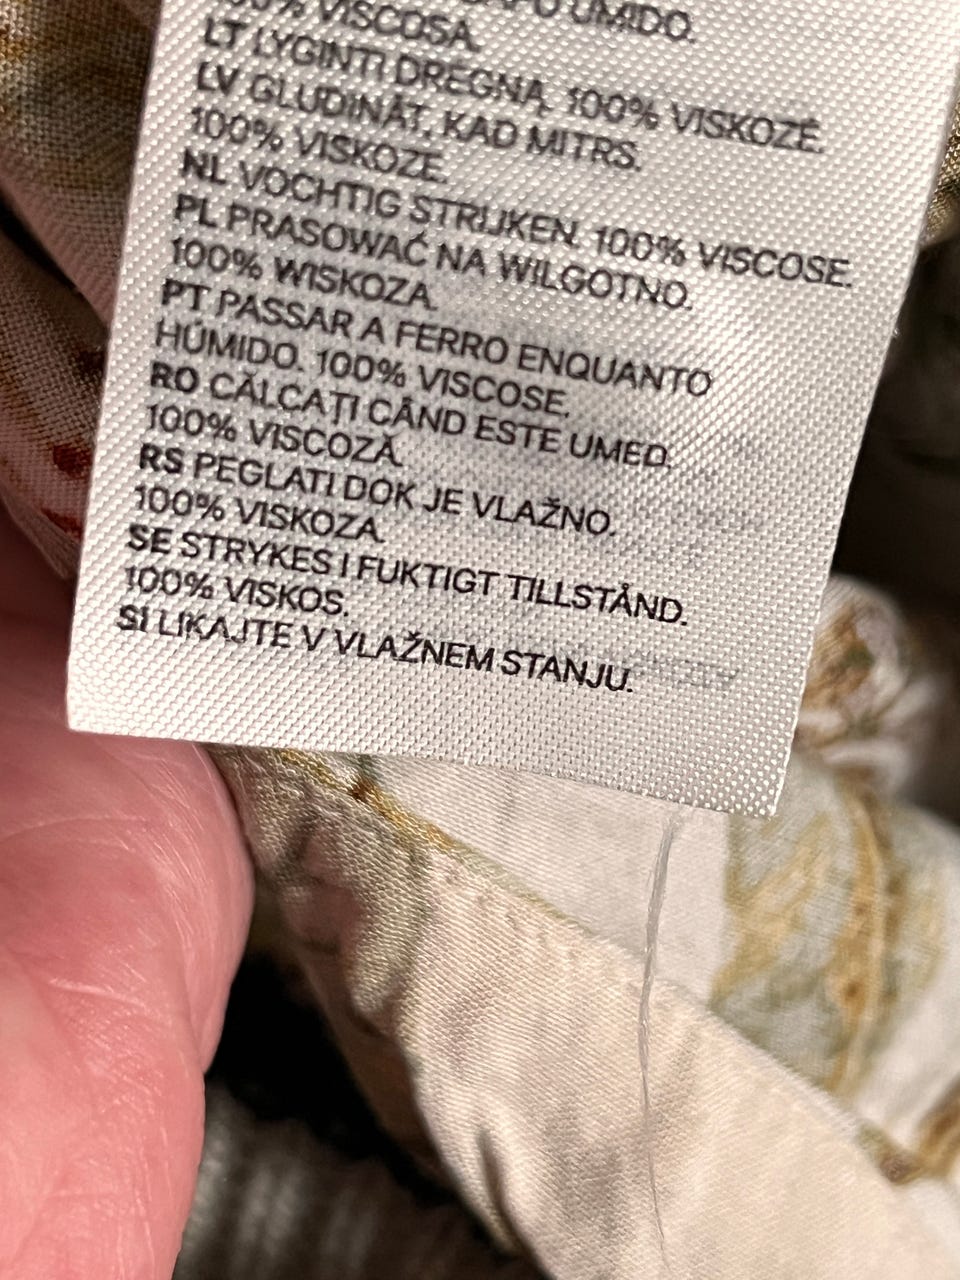 UMIDO.
VISCOSA.
LT LYGINTI DRĖGNĄ. 100% VISKOZĖ.
LV GLUDINĀT, KAD MITRS.
100% VISKOZE.
NL VOCHTIG STRIJKEN. 100% VISCOSE.
PL PRASOWAĆ NA WILGOTNO.
100% WISKOZA.
PT PASSAR A FERRO ENQUANTO
HÚMIDO. 100% VISCOSE.
RO CĂLCAȚI CÂND ESTE UMED.
100% VISCOZĂ.
RS PEGLATI DOK JE VLAŽNO.
100% VISKOZA.
SE STRYKES I FUKTIGT TILLSTÅND.
100% VISKOS.
SI LIKAJTE V VLAŽNEM STANJU.